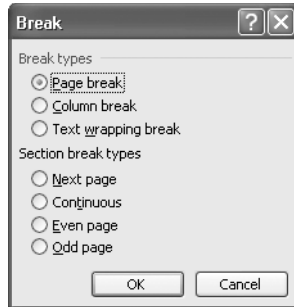 Break
Break types
Page break
Column break
Text wrapping break
Section break types
Next page
Continuous
Even page
Odd page
OK Cancel